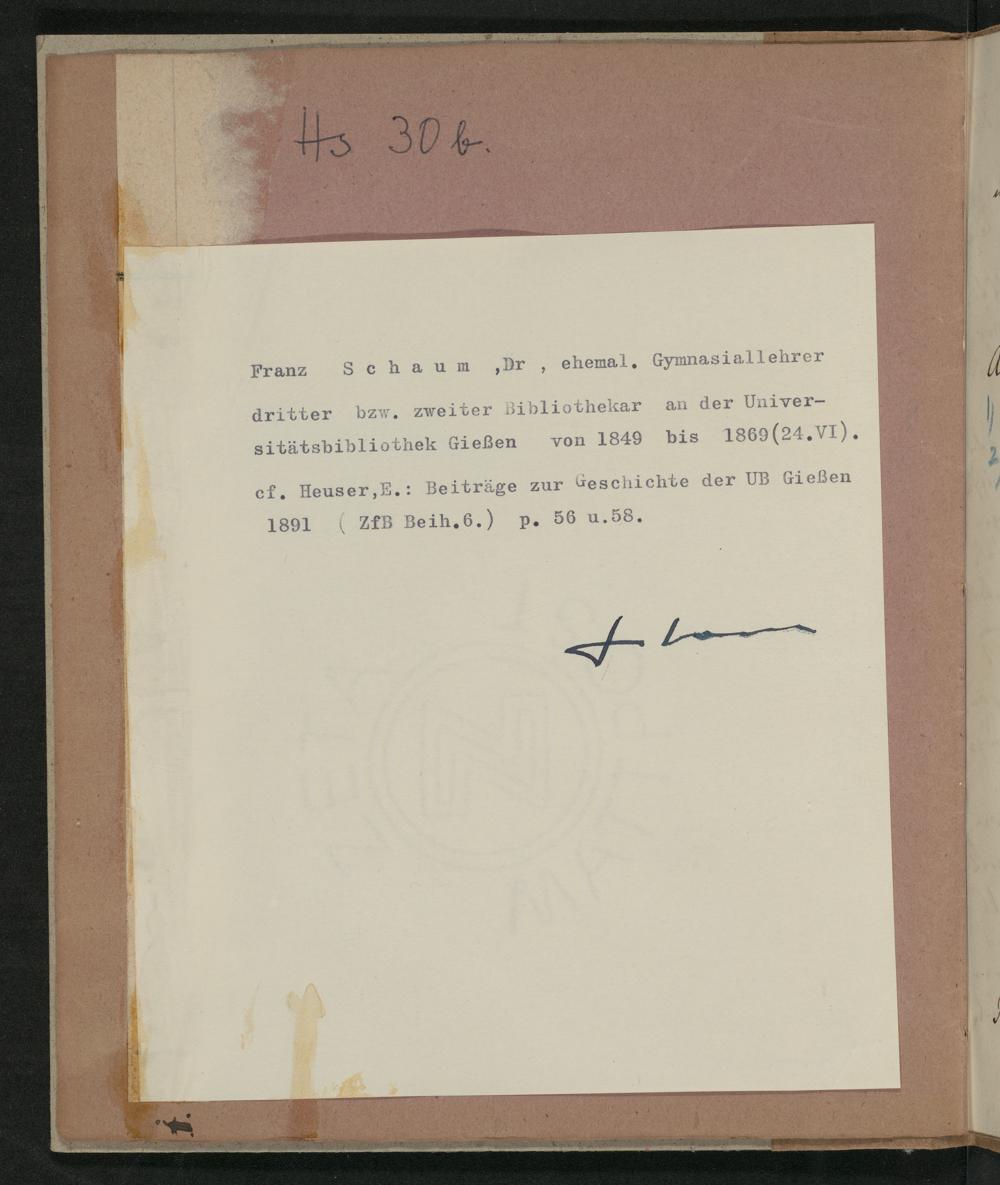 Hs 30 b.
Franz S c h a u m ,Dr , ehemal. Gymnasiallehrer
dritter bzw. zweiter Bibliothekar an der Univer-
sitätsbibliothek Gießen von 1849 bis 1869(24.VI).
cf. Heuser,E.: Beiträge zur Geschichte der UB Gießen
1891 ( ZfB Beih.6.) p. 56 u.58.